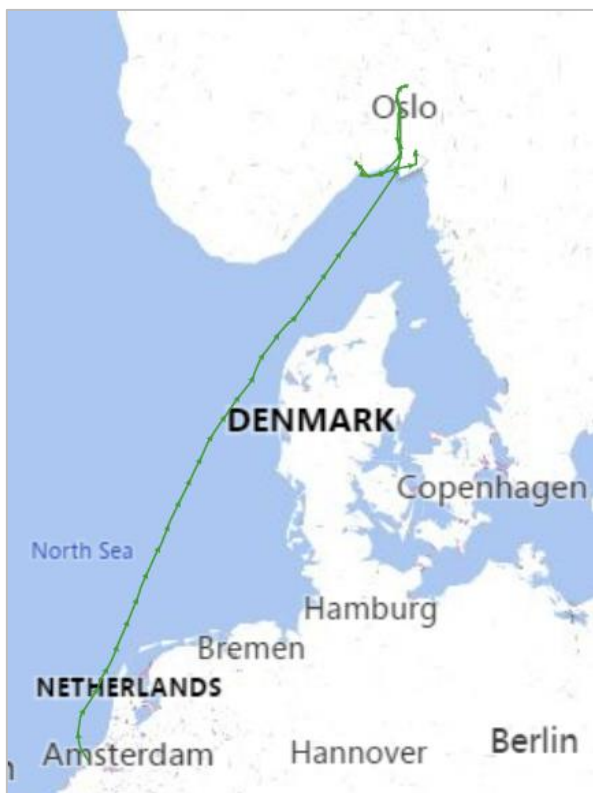 Oslo
DENMARK
Copenhagen
North Sea
Hamburg
Bremen
NETHERLANDS
Amsterdam
Hannover
Berlin
n